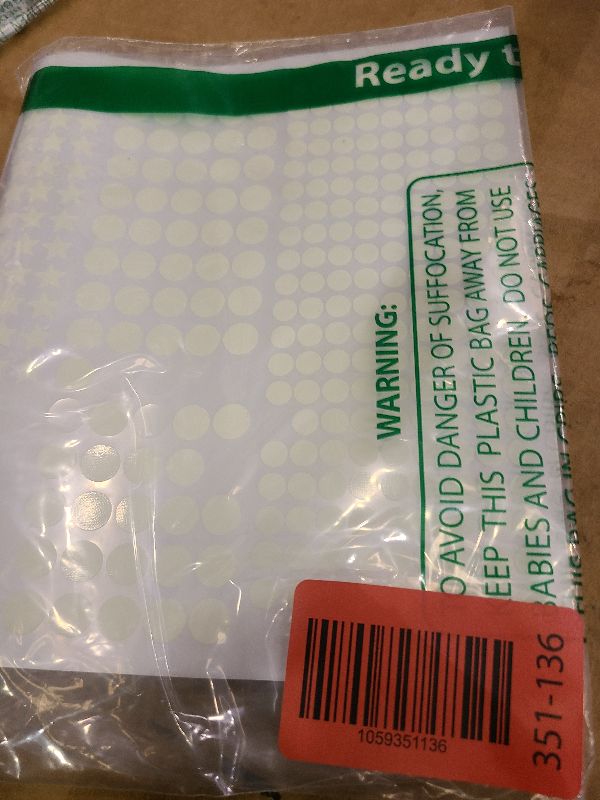 Ready t
WARNING:
O AVOID DANGER OF SUFFOCATION,
EEP THIS PLASTIC BAG AWAY FROM
BABIES AND CHILDREN. DO NOT USE
1059351136
351-136